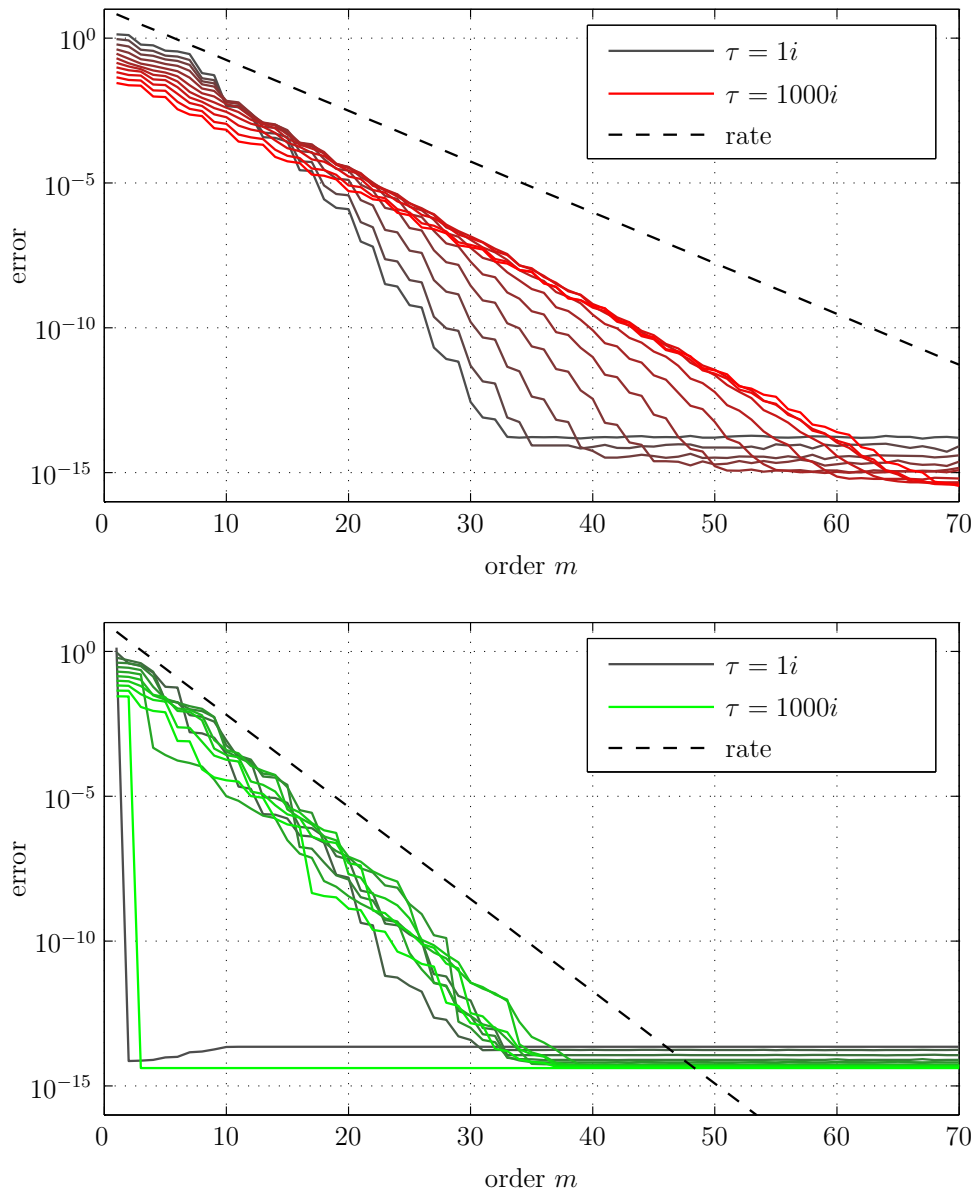 10^0
10^{-5}
10^{-10}
10^{-15}
error
τ = 1i
τ = 1000i
rate
0 10 20 30 40 50 60 70
order m
10^0
10^{-5}
10^{-10}
10^{-15}
error
τ = 1i
τ = 1000i
rate
0 10 20 30 40 50 60 70
order m